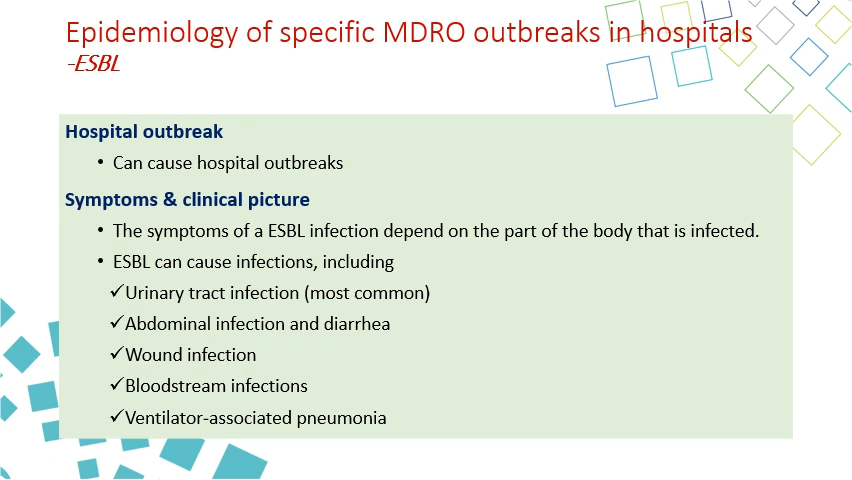 Epidemiology of specific MDRO outbreaks in hospitals
-ESBL
Hospital outbreak
• Can cause hospital outbreaks
Symptoms & clinical picture
• The symptoms of a ESBL infection depend on the part of the body that is infected.
• ESBL can cause infections, including
✓Urinary tract infection (most common)
✓Abdominal infection and diarrhea
✓Wound infection
✓Bloodstream infections
✓Ventilator-associated pneumonia